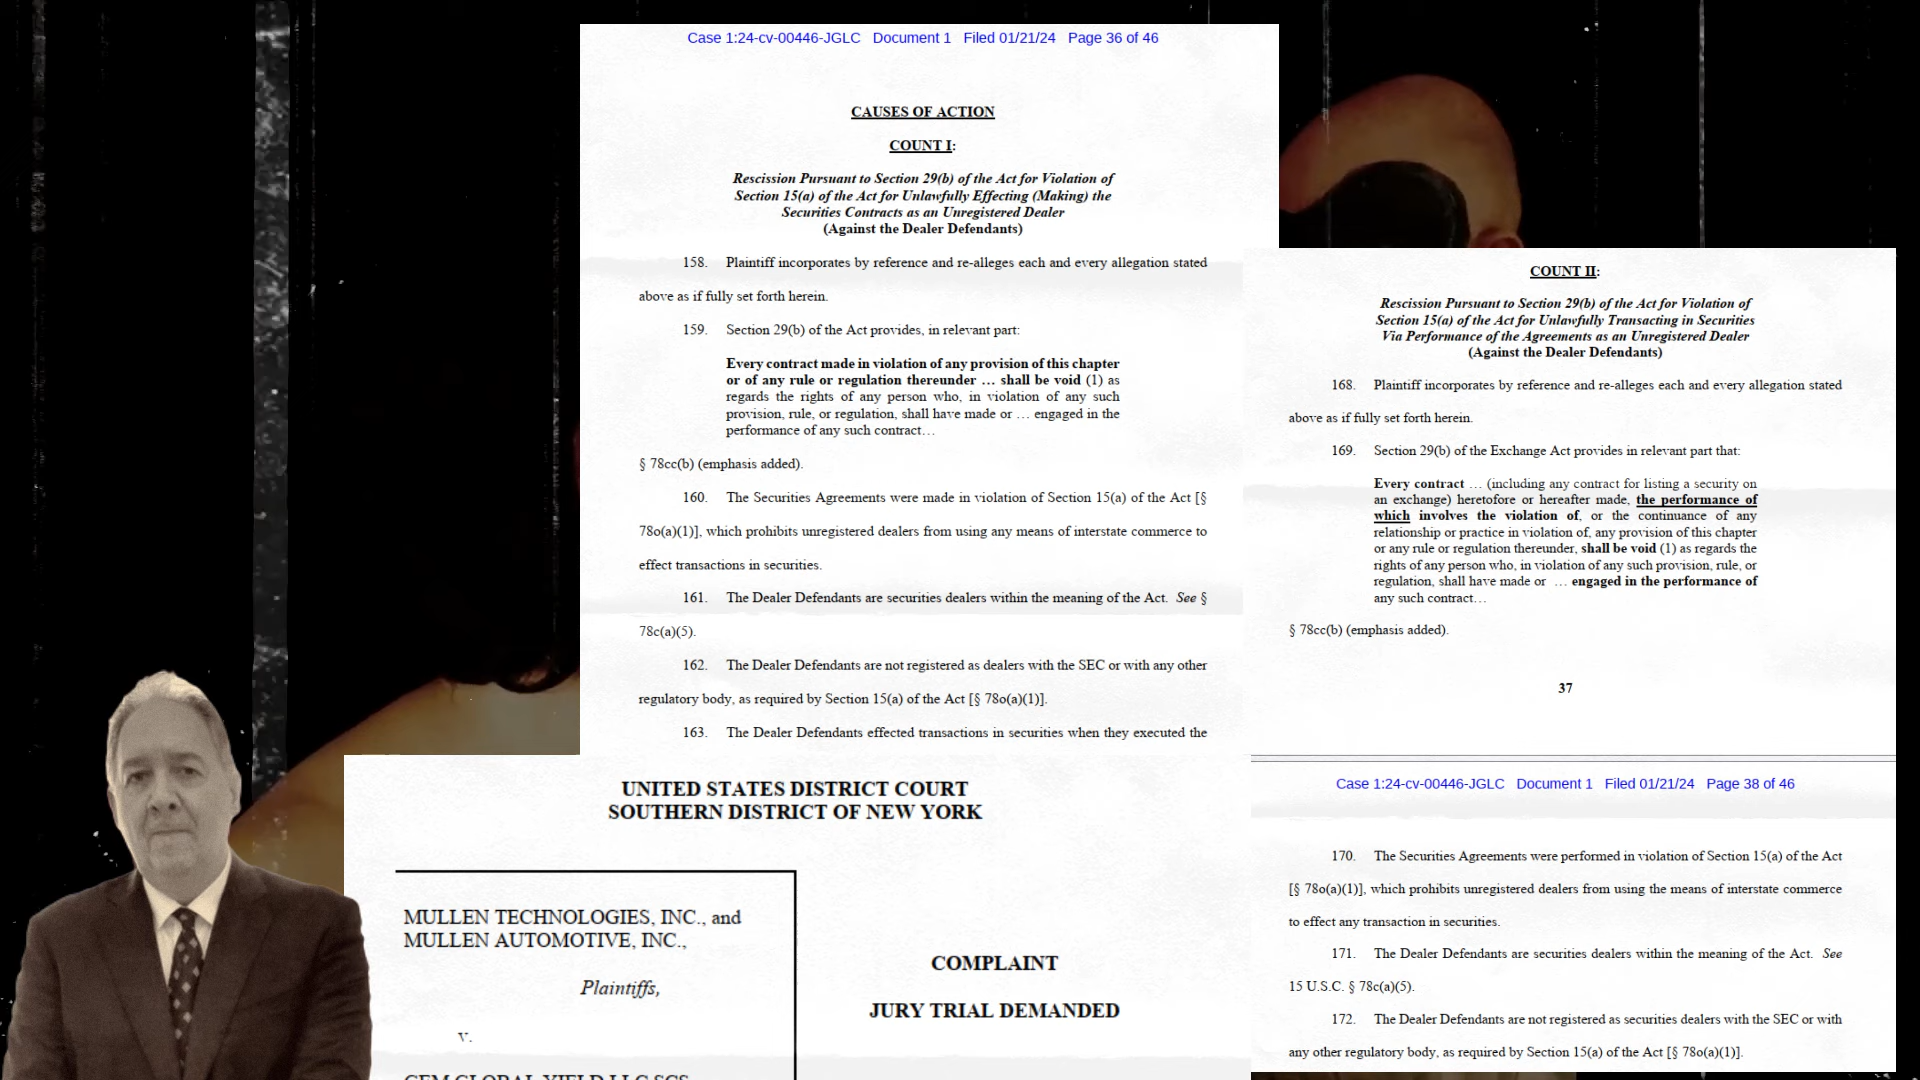 Case 1:24-cv-00446-JGLC Document 1 Filed 01/21/24 Page 36 of 46
CAUSES OF ACTION
COUNT I:
Rescission Pursuant to Section 29(b) of the Act for Violation of
Section 15(a) of the Act for Unlawfully Effecting (Making) the
Securities Contracts as an Unregistered Dealer
(Against the Dealer Defendants)
158. Plaintiff incorporates by reference and re-alleges each and every allegation stated
above as if fully set forth herein.
159. Section 29(b) of the Act provides, in relevant part:
Every contract made in violation of any provision of this chapter
or of any rule or regulation thereunder … shall be void (1) as
regards the rights of any person who, in violation of any such
provision, rule, or regulation, shall have made or … engaged in the
performance of any such contract…
§ 78cc(b) (emphasis added).
160. The Securities Agreements were made in violation of Section 15(a) of the Act [§
78o(a)(1)], which prohibits unregistered dealers from using any means of interstate commerce to
effect transactions in securities.
161. The Dealer Defendants are securities dealers within the meaning of the Act. See §
78c(a)(5).
162. The Dealer Defendants are not registered as dealers with the SEC or with any other
regulatory body, as required by Section 15(a) of the Act [§ 78o(a)(1)].
163. The Dealer Defendants effected transactions in securities when they executed the
COUNT II:
Rescission Pursuant to Section 29(b) of the Act for Violation of
Section 15(a) of the Act for Unlawfully Transacting in Securities
Via Performance of the Agreements as an Unregistered Dealer
(Against the Dealer Defendants)
168. Plaintiff incorporates by reference and re-alleges each and every allegation stated
above as if fully set forth herein.
169. Section 29(b) of the Exchange Act provides in relevant part that:
Every contract … (including any contract for listing a security on
an exchange) heretofore or hereafter made, the performance of
which involves the violation of, or the continuance of any
relationship or practice in violation of, any provision of this chapter
or any rule or regulation thereunder, shall be void (1) as regards the
rights of any person who, in violation of any such provision, rule, or
regulation, shall have made or … engaged in the performance of
any such contract…
§ 78cc(b) (emphasis added).
37
Case 1:24-cv-00446-JGLC Document 1 Filed 01/21/24 Page 38 of 46
170. The Securities Agreements were performed in violation of Section 15(a) of the Act
[§ 78o(a)(1)], which prohibits unregistered dealers from using the means of interstate commerce
to effect any transaction in securities.
171. The Dealer Defendants are securities dealers within the meaning of the Act. See
15 U.S.C. § 78c(a)(5).
172. The Dealer Defendants are not registered as securities dealers with the SEC or with
any other regulatory body, as required by Section 15(a) of the Act [§ 78o(a)(1)].
UNITED STATES DISTRICT COURT
SOUTHERN DISTRICT OF NEW YORK
MULLEN TECHNOLOGIES, INC., and
MULLEN AUTOMOTIVE, INC.,
Plaintiffs,
v.
GEM GLOBAL YIELD LLC SCS
COMPLAINT
JURY TRIAL DEMANDED